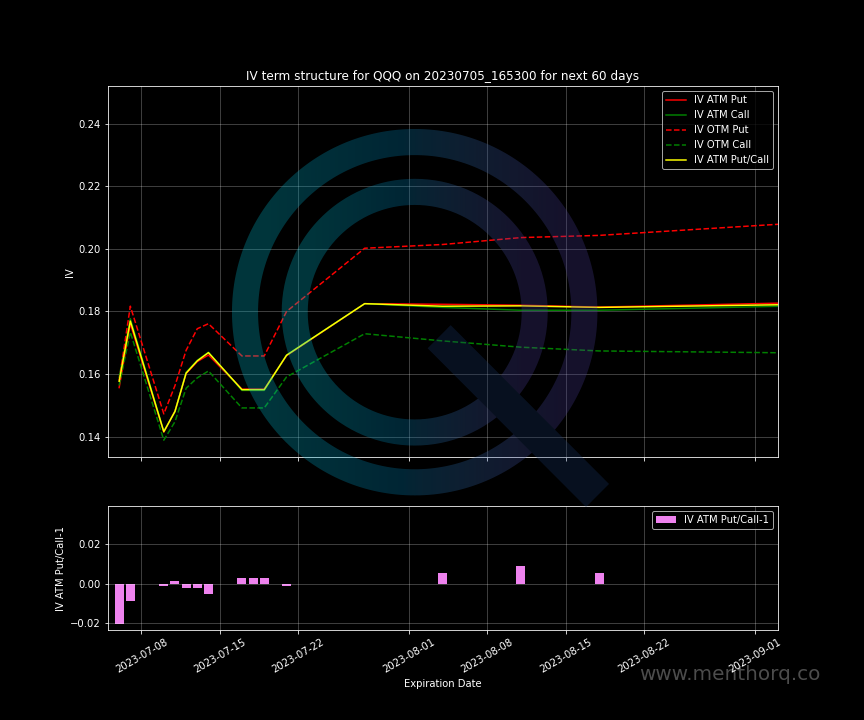 IV term structure for QQQ on 20230705_165300 for next 60 days
IV ATM Put
IV ATM Call
IV OTM Put
IV OTM Call
IV ATM Put/Call
0.24
0.22
0.20
0.18
0.16
0.14
IV
IV ATM Put/Call-1
0.02
0.00
−0.02
IV ATM Put/Call-1
2023-07-08
2023-07-15
2023-07-22
2023-08-01
2023-08-08
2023-08-15
2023-08-22
2023-09-01
Expiration Date
www.menthorq.co